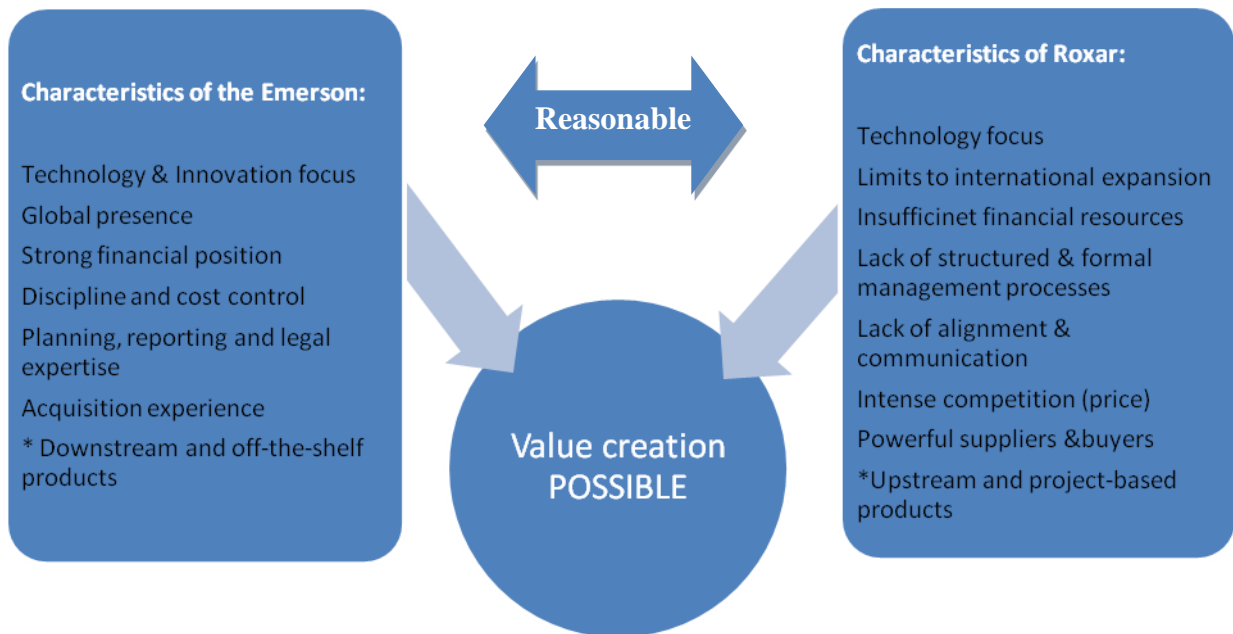 Characteristics of the Emerson:
Technology & Innovation focus
Global presence
Strong financial position
Discipline and cost control
Planning, reporting and legal
expertise
Acquisition experience
* Downstream and off-the-shelf
products
Reasonable
Value creation
POSSIBLE
Characteristics of Roxar:
Technology focus
Limits to international expansion
Insufficinet financial resources
Lack of structured & formal
management processes
Lack of alignment &
communication
Intense competition (price)
Powerful suppliers &buyers
*Upstream and project-based
products